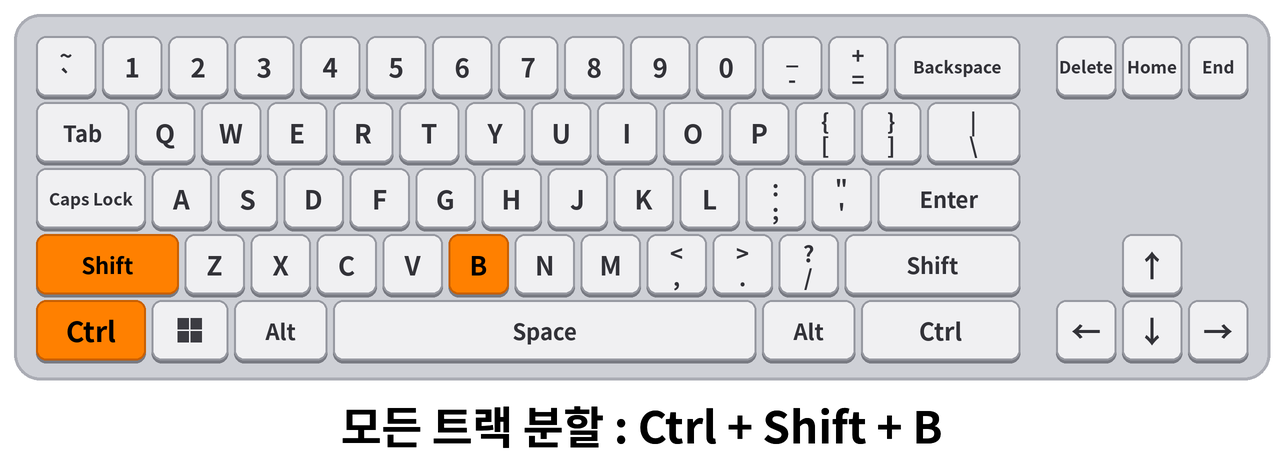 ~ 
` 1 2 3 4 5 6 7 8 9 0 _ 
- + 
= Backspace Delete Home End
Tab Q W E R T Y U I O P { 
[ } 
] | 
\
Caps Lock A S D F G H J K L : 
; " 
' Enter
Shift Z X C V B N M < 
, > 
. ? 
/ Shift ↑
Ctrl Alt Space Alt Ctrl ← ↓ →
모든 트랙 분할 : Ctrl + Shift + B